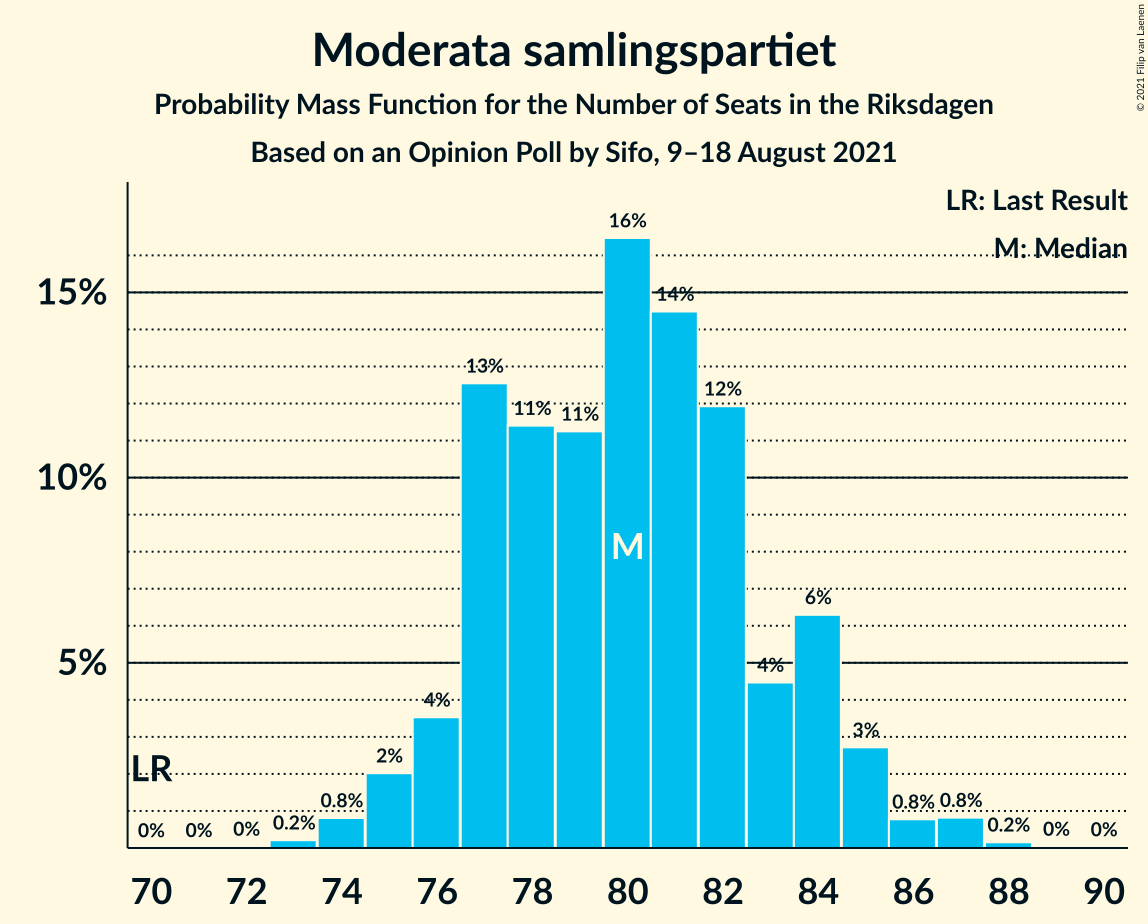 Moderata samlingspartiet
Probability Mass Function for the Number of Seats in the Riksdagen
Based on an Opinion Poll by Sifo, 9–18 August 2021
© 2021 Filip van Laenen
LR: Last Result
M: Median
15%
10%
5%
LR
0%
0%
0%
0.2%
0.8%
2%
4%
13%
11%
11%
16%
M
14%
12%
4%
6%
3%
0.8%
0.8%
0.2%
0%
0%
70 72 74 76 78 80 82 84 86 88 90